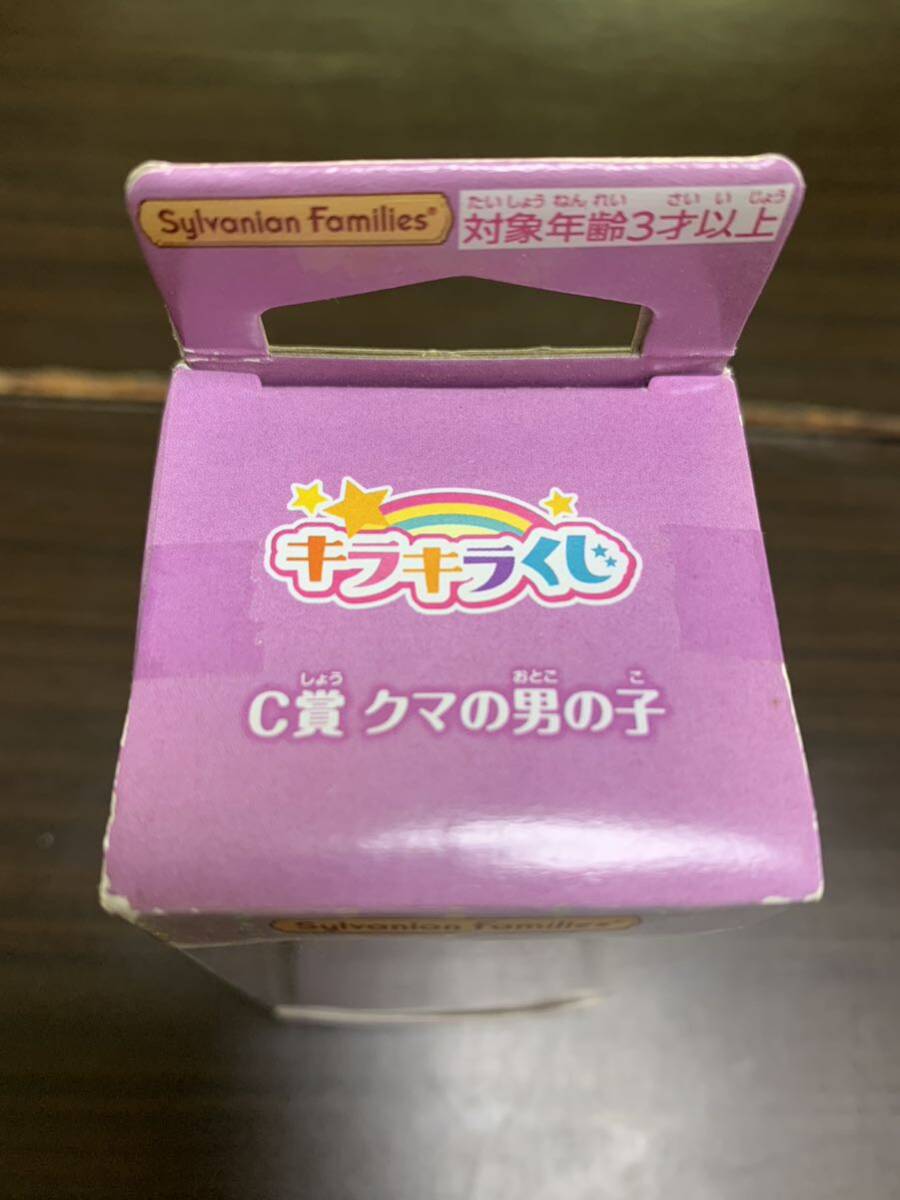 Sylvanian Families®
たいしょうねんれい さいいじょう
対象年齢3才以上
キラキラくじ
しょう おとこ こ
C賞 クマの男の子
Sylvanian Families